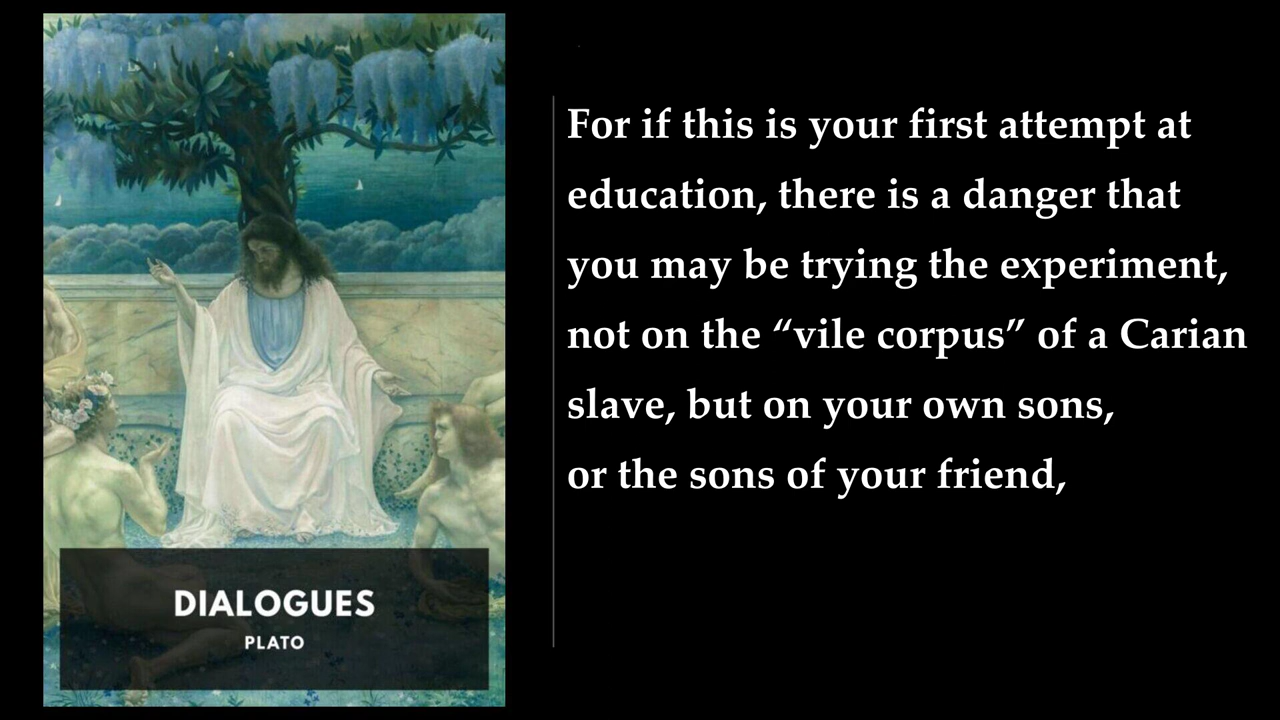 For if this is your first attempt at
education, there is a danger that
you may be trying the experiment,
not on the “vile corpus” of a Carian
slave, but on your own sons,
or the sons of your friend,
DIALOGUES
PLATO